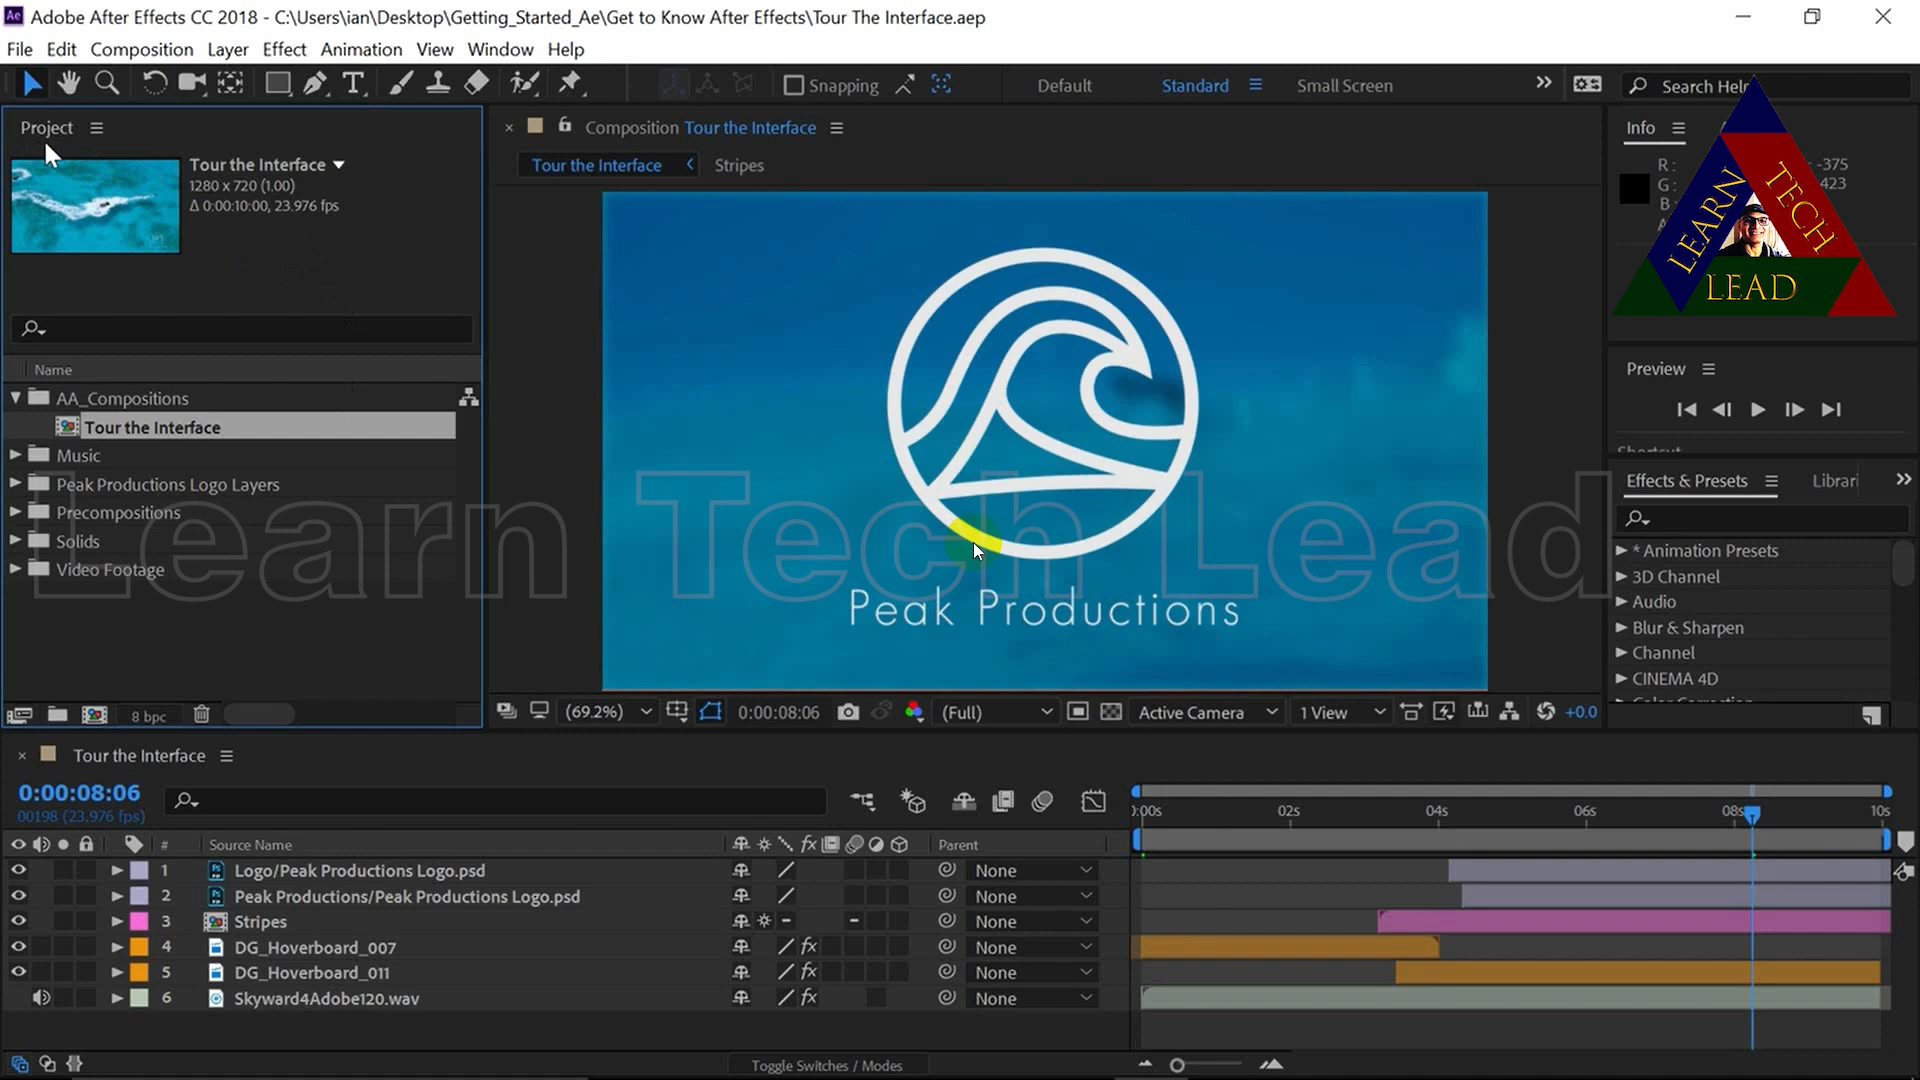 Adobe After Effects CC 2018 - C:\Users\ian\Desktop\Getting_Started_Ae\Get to Know After Effects\Tour The Interface.aep
File Edit Composition Layer Effect Animation View Window Help
Snapping Default Standard Small Screen Search Help
Project
Tour the Interface
1280 x 720 (1.00)
Δ 0:00:10:00, 23.976 fps
Name
AA_Compositions
Tour the Interface
Music
Peak Productions Logo Layers
Precompositions
Solids
Video Footage
8 bpc
Composition Tour the Interface
Tour the Interface Stripes
Peak Productions
(69.2%) 0:00:08:06 (Full) Active Camera 1 View +0.0
Info
R: -375
G: 423
B:
LEARN TECH LEAD
Preview
Effects & Presets
* Animation Presets
3D Channel
Audio
Blur & Sharpen
Channel
CINEMA 4D
Color Correction
Learn Tech Lead
Tour the Interface
0:00:08:06
00198 (23.976 fps)
# Source Name fx Parent
02s 04s 06s 08s 10s
1 Logo/Peak Productions Logo.psd None
2 Peak Productions/Peak Productions Logo.psd None
3 Stripes None
4 DG_Hoverboard_007 fx None
5 DG_Hoverboard_011 fx None
6 Skyward4Adobe120.wav fx None
Toggle Switches / Modes